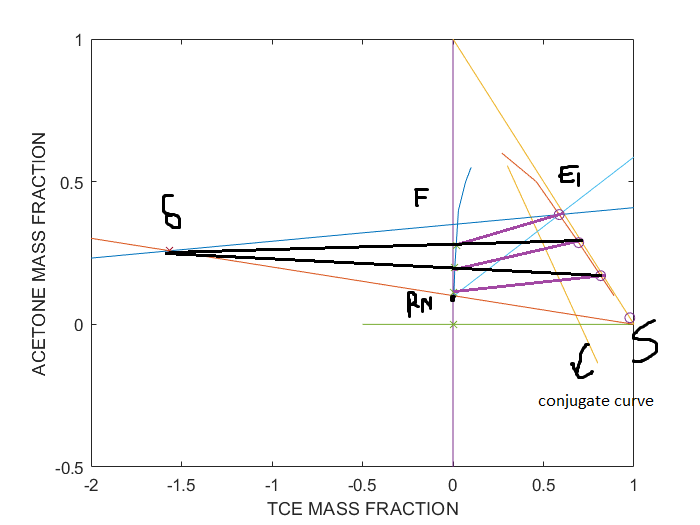 1
0.5
0
-0.5
ACETONE MASS FRACTION
-2
-1.5
-1
-0.5
0
0.5
1
TCE MASS FRACTION
F
E1
RN
S
conjugate curve